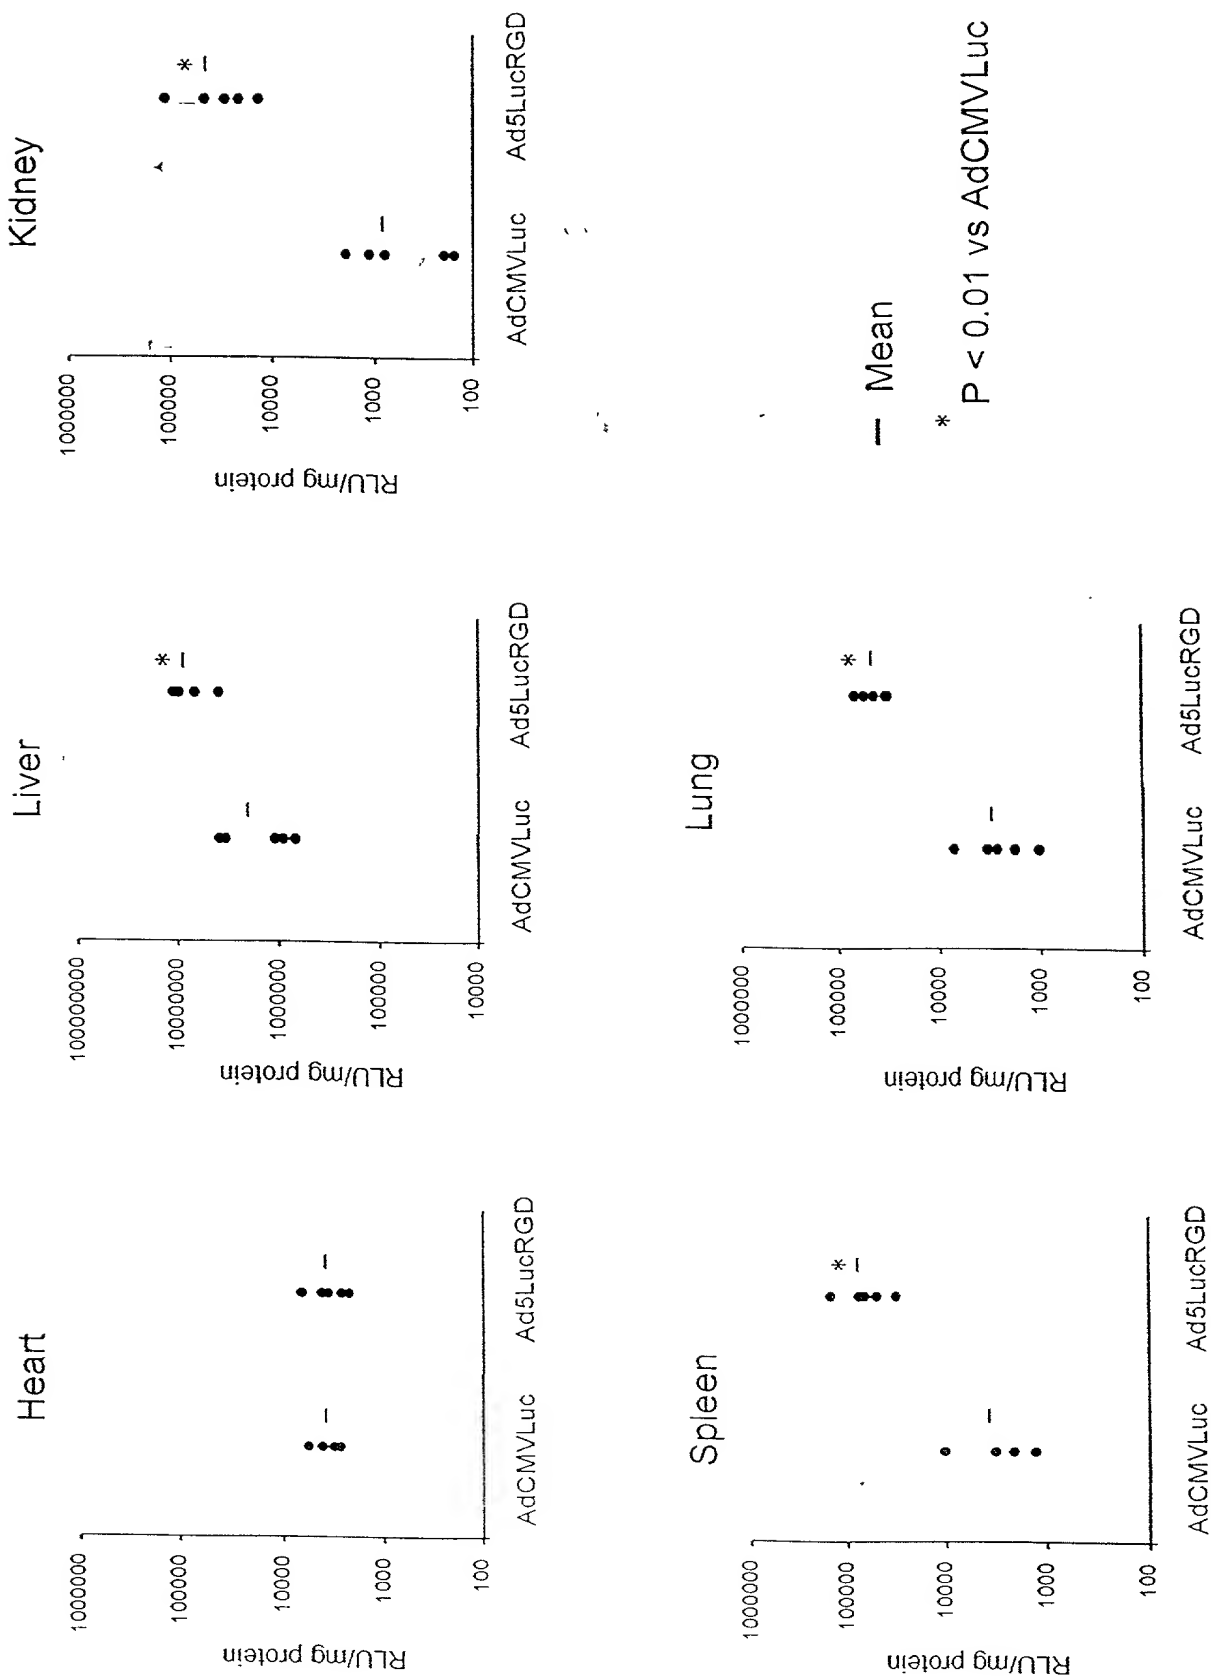 Heart
RLU/mg protein
1000000
100000
10000
1000
100
AdCMVLuc Ad5LucRGD
Liver
RLU/mg protein
100000000
10000000
1000000
100000
10000
AdCMVLuc Ad5LucRGD
*
Kidney
RLU/mg protein
1000000
100000
10000
1000
100
AdCMVLuc Ad5LucRGD
*
Spleen
RLU/mg protein
1000000
100000
10000
1000
100
AdCMVLuc Ad5LucRGD
*
Lung
RLU/mg protein
1000000
100000
10000
1000
100
AdCMVLuc Ad5LucRGD
*
— Mean
* P < 0.01 vs AdCMVLuc